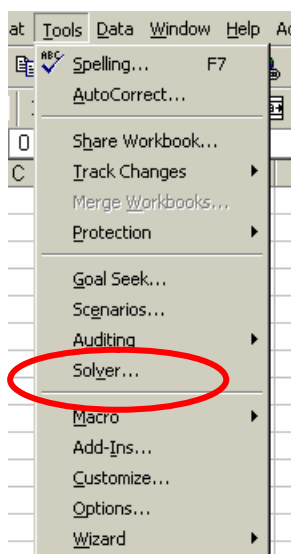 at Tools Data Window Help A
ABC Spelling... F7
AutoCorrect...
0
Share Workbook...
C
Track Changes
Merge Workbooks...
Protection
Goal Seek...
Scenarios...
Auditing
Solver...
Macro
Add-Ins...
Customize...
Options...
Wizard